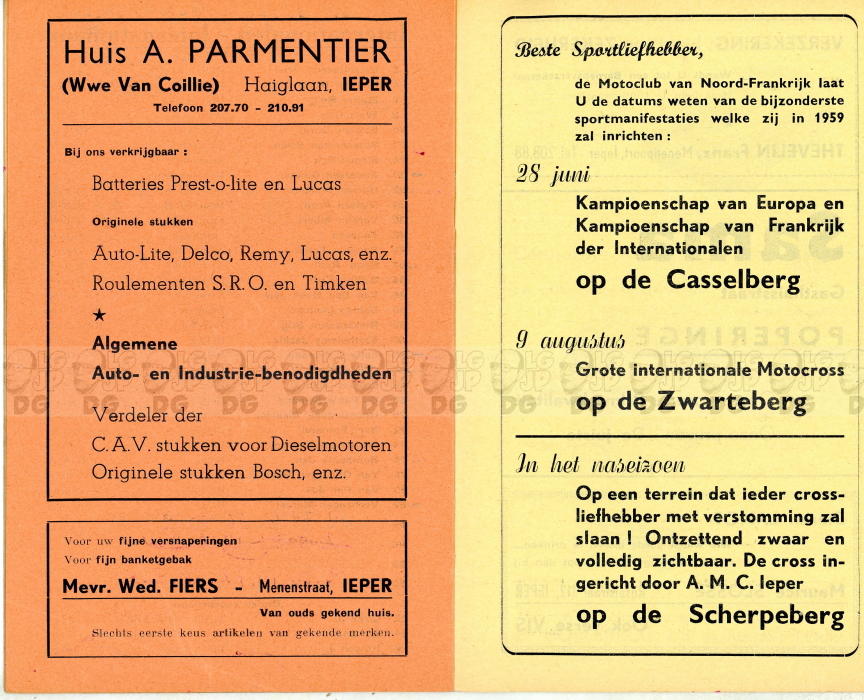 Huis A. PARMENTIER
(Wwe Van Coillie) Haiglaan, IEPER
Telefoon 207.70 - 210.91
Bij ons verkrijgbaar :
Batteries Prest-o-lite en Lucas
Originele stukken
Auto-Lite, Delco, Remy, Lucas, enz.
Roulementen S.R.O. en Timken
★
Algemene
Auto- en Industrie-benodigdheden
Verdeler der
C.A.V. stukken voor Dieselmotoren
Originele stukken Bosch, enz.
Voor uw fijne versnaperingen
Voor fijn banketgebak
Mevr. Wed. FIERS - Menenstraat, IEPER
Van ouds gekend huis.
Slechts eerste keus artikelen van gekende merken.
Beste Sportliefhebber,
de Motoclub van Noord-Frankrijk laat
U de datums weten van de bijzonderste
sportmanifestaties welke zij in 1959
zal inrichten :
28 juni
Kampioenschap van Europa en
Kampioenschap van Frankrijk
der Internationalen
op de Casselberg
9 augustus
Grote internationale Motocross
op de Zwarteberg
In het naseizoen
Op een terrein dat ieder cross-
liefhebber met verstomming zal
slaan ! Ontzettend zwaar en
volledig zichtbaar. De cross in-
gericht door A. M. C. Ieper
op de Scherpeberg